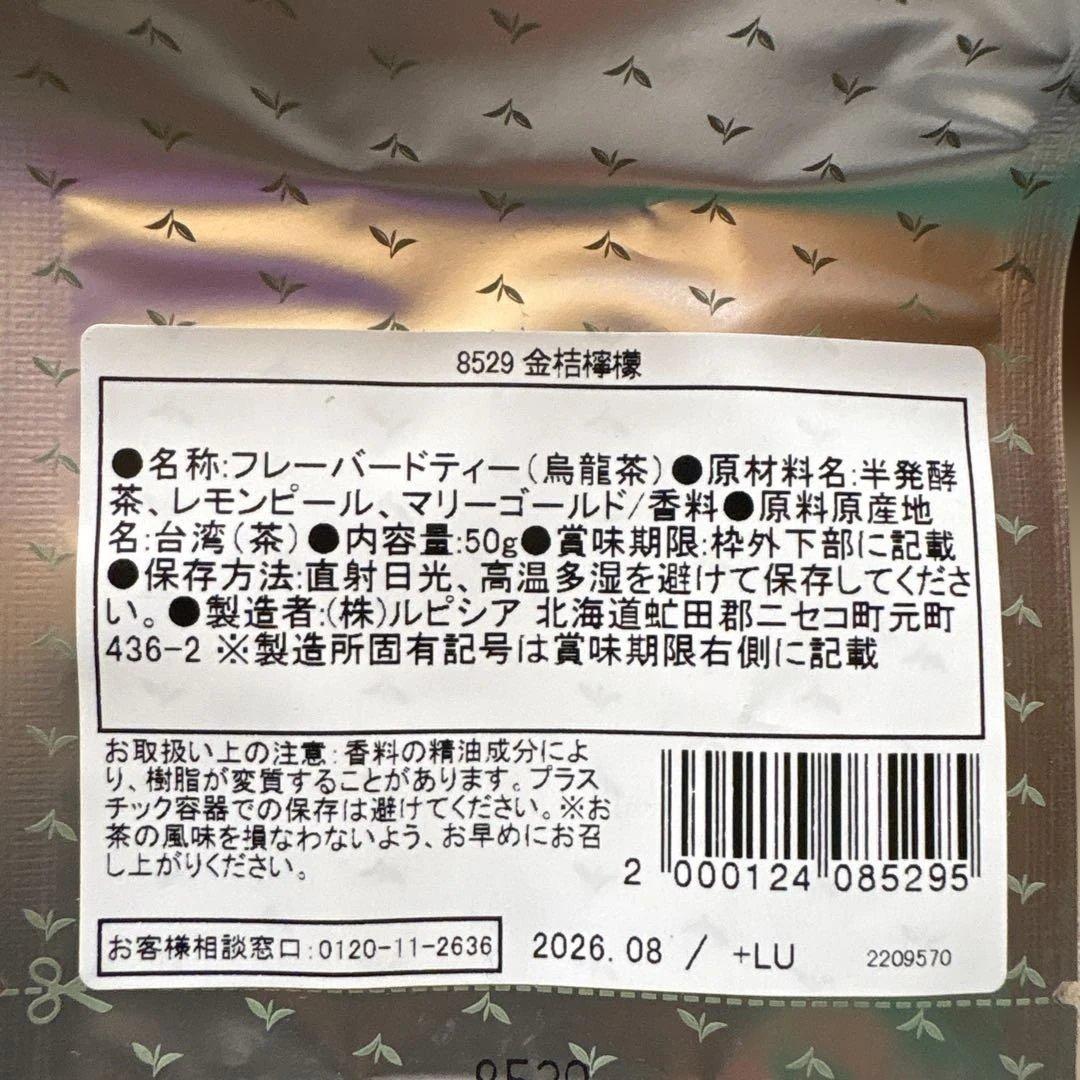 8529 金桔檸檬
●名称:フレーバードティー(烏龍茶)●原材料名:半発酵
茶、レモンピール、マリーゴールド/香料●原料原産地
名:台湾(茶)●内容量:50g●賞味期限:枠外下部に記載
●保存方法:直射日光、高温多湿を避けて保存してくださ
い。●製造者:(株)ルピシア 北海道虻田郡ニセコ町元町
436-2 ※製造所固有記号は賞味期限右側に記載
お取扱い上の注意:香料の精油成分によ
り、樹脂が変質することがあります。プラス
チック容器での保存は避けてください。※お
茶の風味を損なわないよう、お早めにお召
し上がりください。
2 000124 085295
お客様相談窓口:0120-11-2636
2026.08 / +LU
2209570
8529